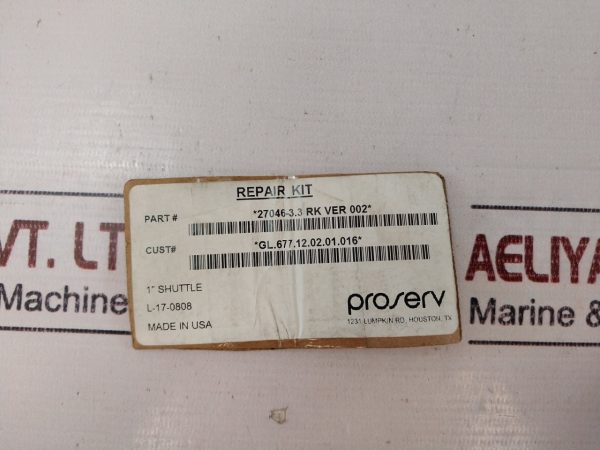 REPAIR KIT
PART # *27046-3.3 RK VER 002*
CUST# *GL.677.12.02.01.016*
1" SHUTTLE
L-17-0808
MADE IN USA
proserv
1231 LUMPKIN RD, HOUSTON, TX
VT. LT
Machine
AELIYA
Marine &